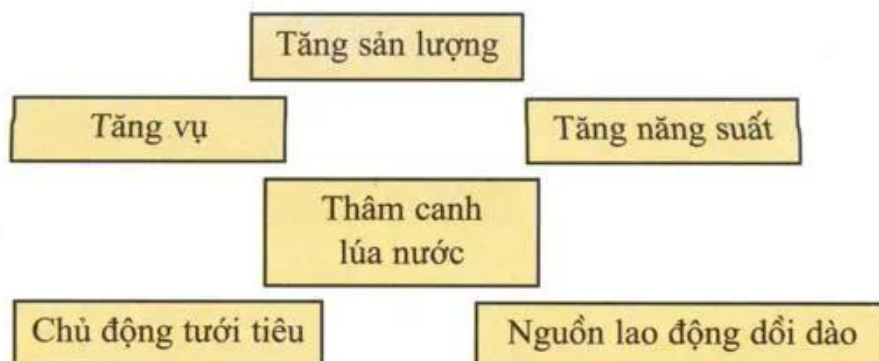 Tăng sản lượng
Tăng vụ
Tăng năng suất
Thâm canh
lúa nước
Chủ động tưới tiêu
Nguồn lao động dồi dào